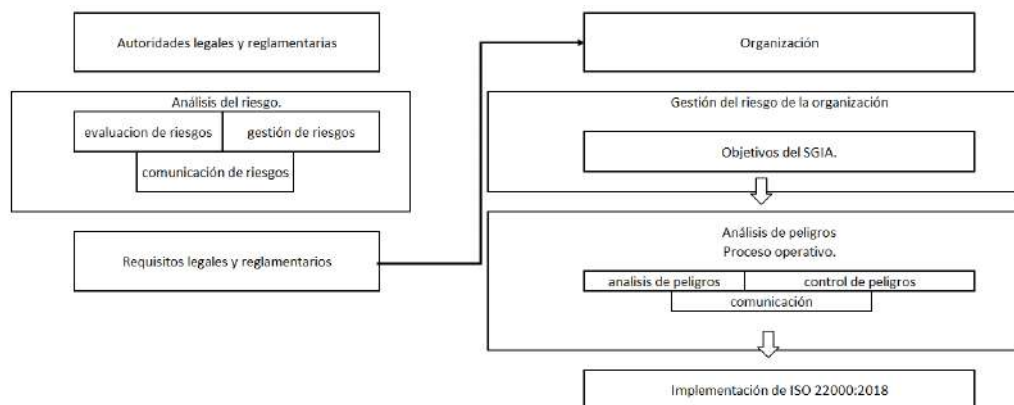 Autoridades legales y reglamentarias
Análisis del riesgo.
evaluacion de riesgos
gestión de riesgos
comunicación de riesgos
Requisitos legales y reglamentarios
Organización
Gestión del riesgo de la organización
Objetivos del SGIA.
Análisis de peligros
Proceso operativo.
analisis de peligros
control de peligros
comunicación
Implementación de ISO 22000:2018